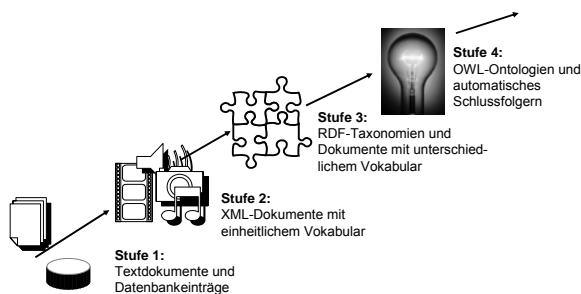 Stufe 4:
OWL-Ontologien und
automatisches
Schlussfolgern
Stufe 3:
RDF-Taxonomien und
Dokumente mit unterschied-
lichem Vokabular
Stufe 2:
XML-Dokumente mit
einheitlichem Vokabular
Stufe 1:
Textdokumente und
Datenbankeinträge